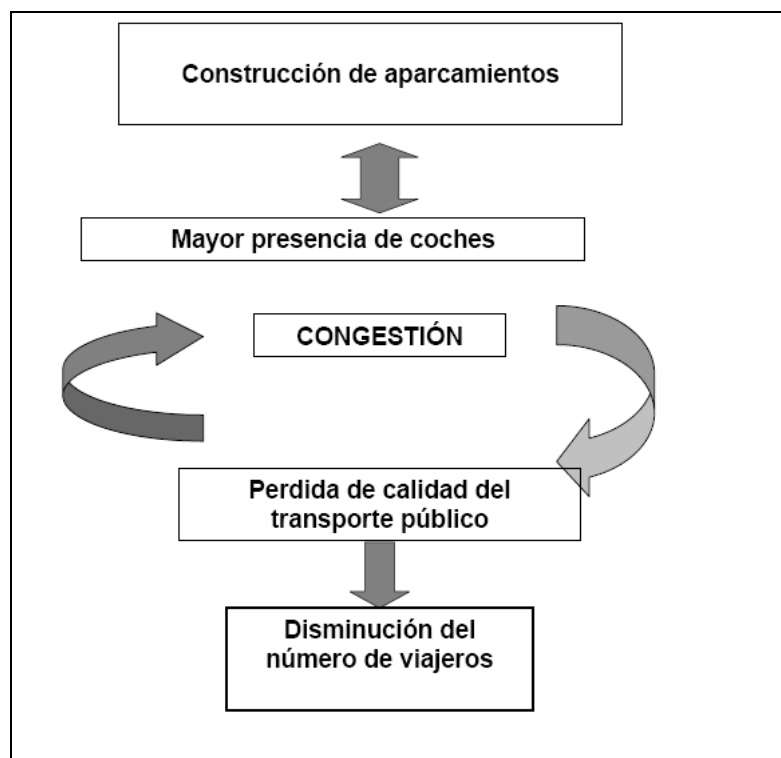 Construcción de aparcamientos
Mayor presencia de coches
CONGESTIÓN
Perdida de calidad del
transporte público
Disminución del
número de viajeros